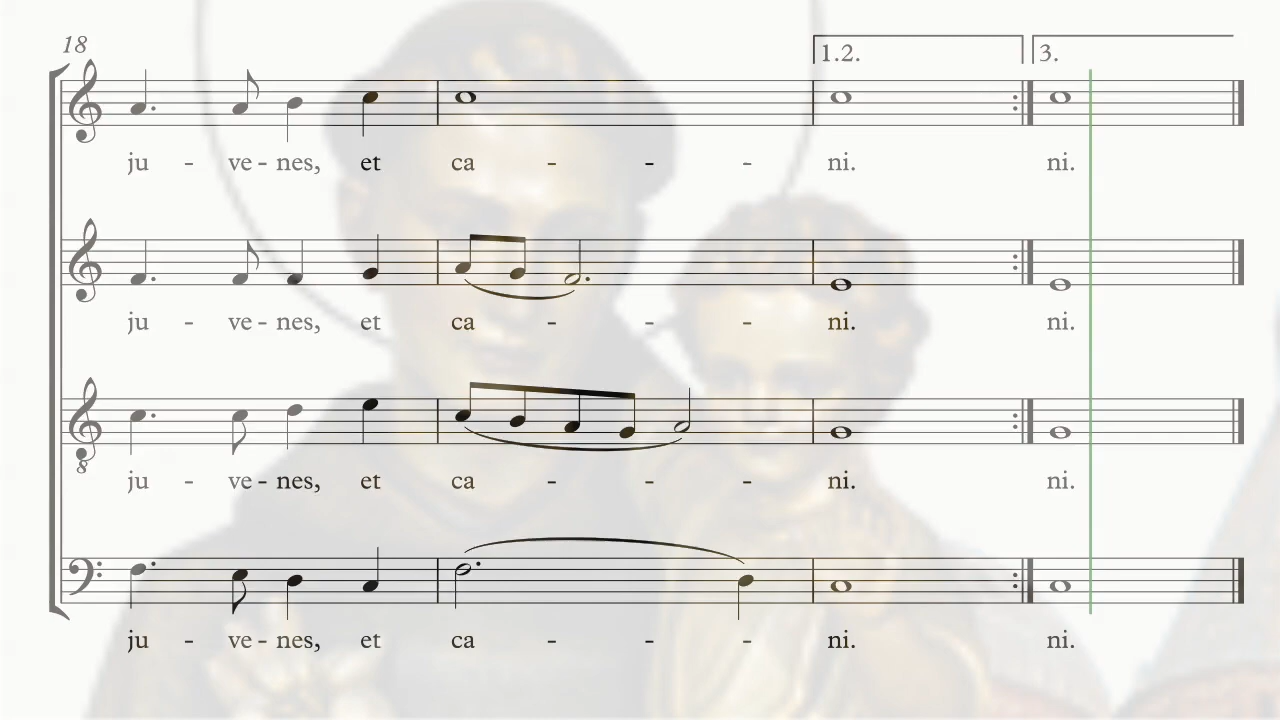 18
1.2.
3.
ju - ve - nes, et ca - - - ni. ni.
ju - ve - nes, et ca - - - ni. ni.
8
ju - ve - nes, et ca - - - ni. ni.
ju - ve - nes, et ca - - - ni. ni.